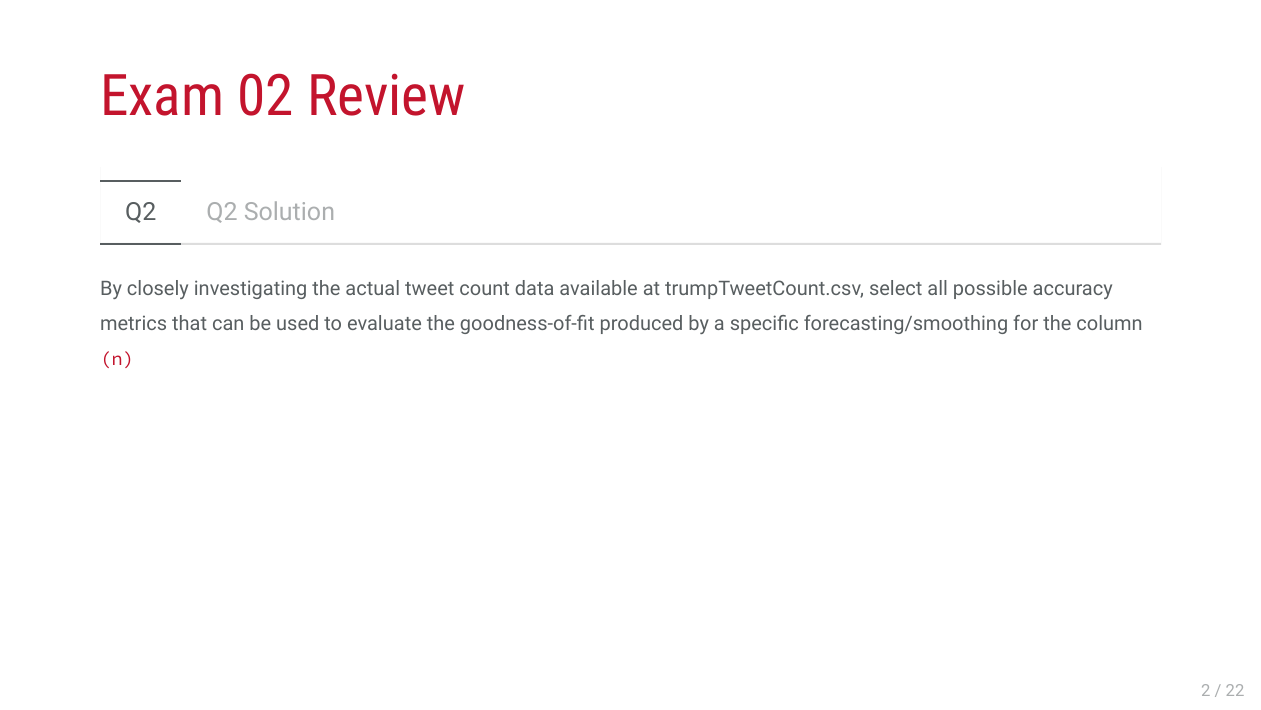 Exam 02 Review
Q2
Q2 Solution
By closely investigating the actual tweet count data available at trumpTweetCount.csv, select all possible accuracy
metrics that can be used to evaluate the goodness-of-fit produced by a specific forecasting/smoothing for the column
(n)
2 / 22